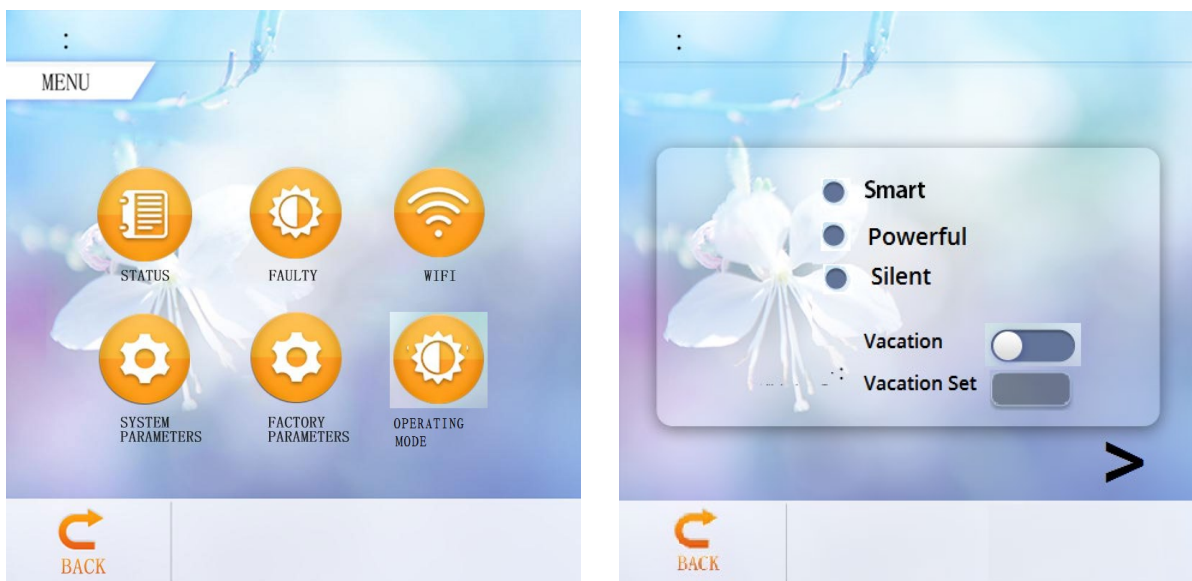 :
MENU
STATUS
FAULTY
WIFI
SYSTEM
PARAMETERS
FACTORY
PARAMETERS
OPERATING
MODE
BACK
:
Smart
Powerful
Silent
Vacation
Vacation Set
>
BACK